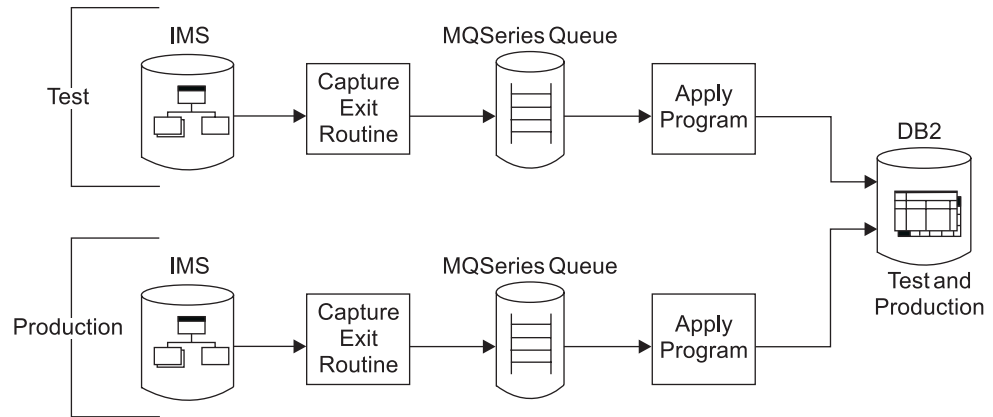 Test
IMS
Capture
Exit
Routine
MQSeries Queue
Apply
Program
DB2
Test and
Production
Production
IMS
Capture
Exit
Routine
MQSeries Queue
Apply
Program